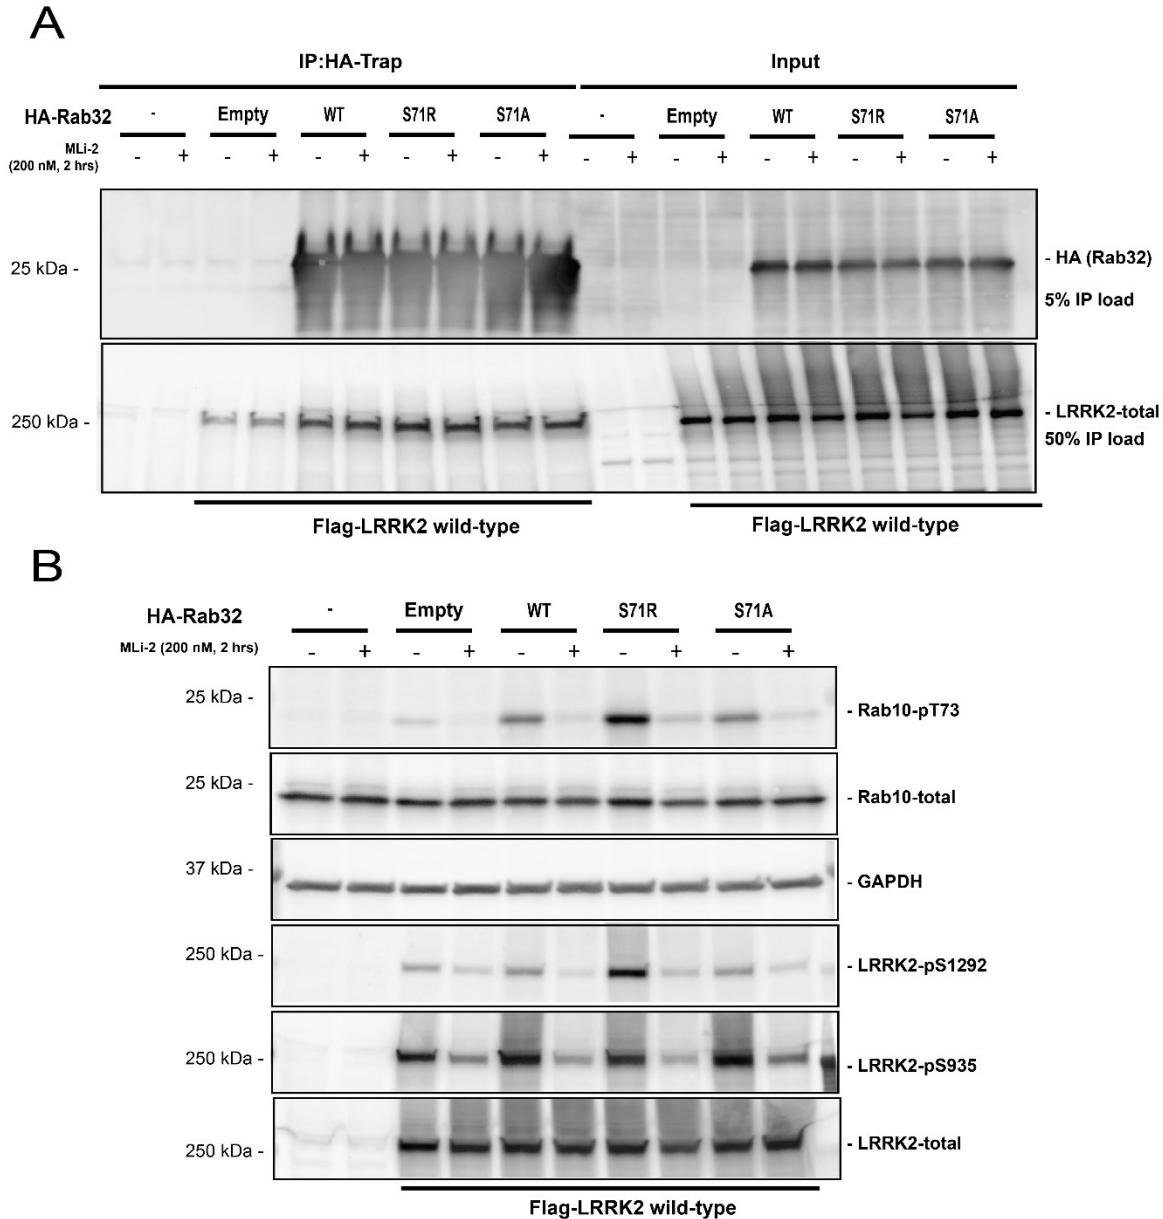 A
IP:HA-Trap Input
HA-Rab32 - Empty WT S71R S71A - Empty WT S71R S71A
MLi-2
(200 nM, 2 hrs) - + - + - + - + - + - + - + - + - + - +
25 kDa - - HA (Rab32)
5% IP load
250 kDa - - LRRK2-total
50% IP load
Flag-LRRK2 wild-type Flag-LRRK2 wild-type
B
HA-Rab32 - Empty WT S71R S71A
MLi-2 (200 nM, 2 hrs) - + - + - + - + - +
25 kDa - - Rab10-pT73
25 kDa - - Rab10-total
37 kDa - - GAPDH
250 kDa - - LRRK2-pS1292
250 kDa - - LRRK2-pS935
250 kDa - - LRRK2-total
Flag-LRRK2 wild-type